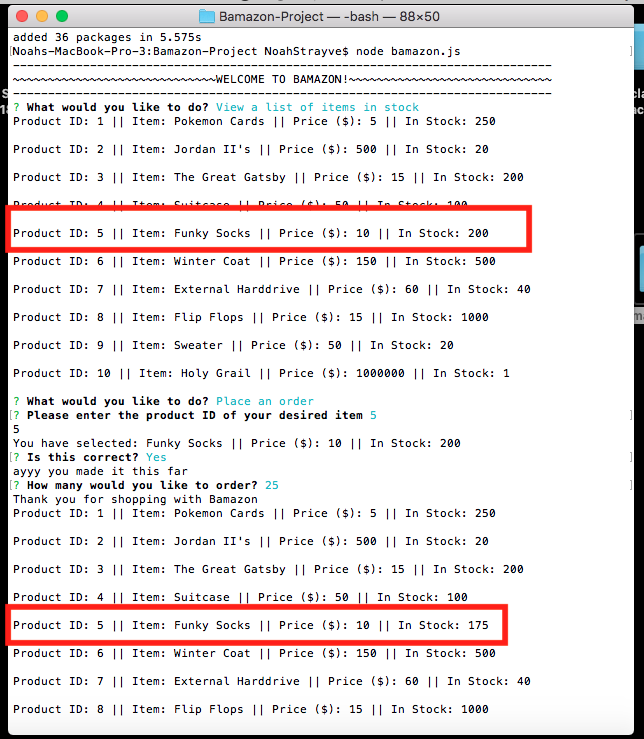 Bamazon-Project — -bash — 88×50
added 36 packages in 5.575s
[Noahs-MacBook-Pro-3:Bamazon-Project NoahStrayve$ node bamazon.js ]
-----------------------------------------------------------------------------
~~~~~~~~~~~~~~~~~~~~~~~~~~~~~WELCOME TO BAMAZON!~~~~~~~~~~~~~~~~~~~~~~~~~~~~~
-----------------------------------------------------------------------------
? What would you like to do? View a list of items in stock
Product ID: 1 || Item: Pokemon Cards || Price ($): 5 || In Stock: 250
Product ID: 2 || Item: Jordan II's || Price ($): 500 || In Stock: 20
Product ID: 3 || Item: The Great Gatsby || Price ($): 15 || In Stock: 200
Product ID: 4 || Item: Suitcase || Price ($): 50 || In Stock: 100
Product ID: 5 || Item: Funky Socks || Price ($): 10 || In Stock: 200
Product ID: 6 || Item: Winter Coat || Price ($): 150 || In Stock: 500
Product ID: 7 || Item: External Harddrive || Price ($): 60 || In Stock: 40
Product ID: 8 || Item: Flip Flops || Price ($): 15 || In Stock: 1000
Product ID: 9 || Item: Sweater || Price ($): 50 || In Stock: 20
Product ID: 10 || Item: Holy Grail || Price ($): 1000000 || In Stock: 1
? What would you like to do? Place an order
[? Please enter the product ID of your desired item 5 ]
5
You have selected: Funky Socks || Price ($): 10 || In Stock: 200
[? Is this correct? Yes ]
ayyy you made it this far
[? How many would you like to order? 25 ]
Thank you for shopping with Bamazon
Product ID: 1 || Item: Pokemon Cards || Price ($): 5 || In Stock: 250
Product ID: 2 || Item: Jordan II's || Price ($): 500 || In Stock: 20
Product ID: 3 || Item: The Great Gatsby || Price ($): 15 || In Stock: 200
Product ID: 4 || Item: Suitcase || Price ($): 50 || In Stock: 100
Product ID: 5 || Item: Funky Socks || Price ($): 10 || In Stock: 175
Product ID: 6 || Item: Winter Coat || Price ($): 150 || In Stock: 500
Product ID: 7 || Item: External Harddrive || Price ($): 60 || In Stock: 40
Product ID: 8 || Item: Flip Flops || Price ($): 15 || In Stock: 1000